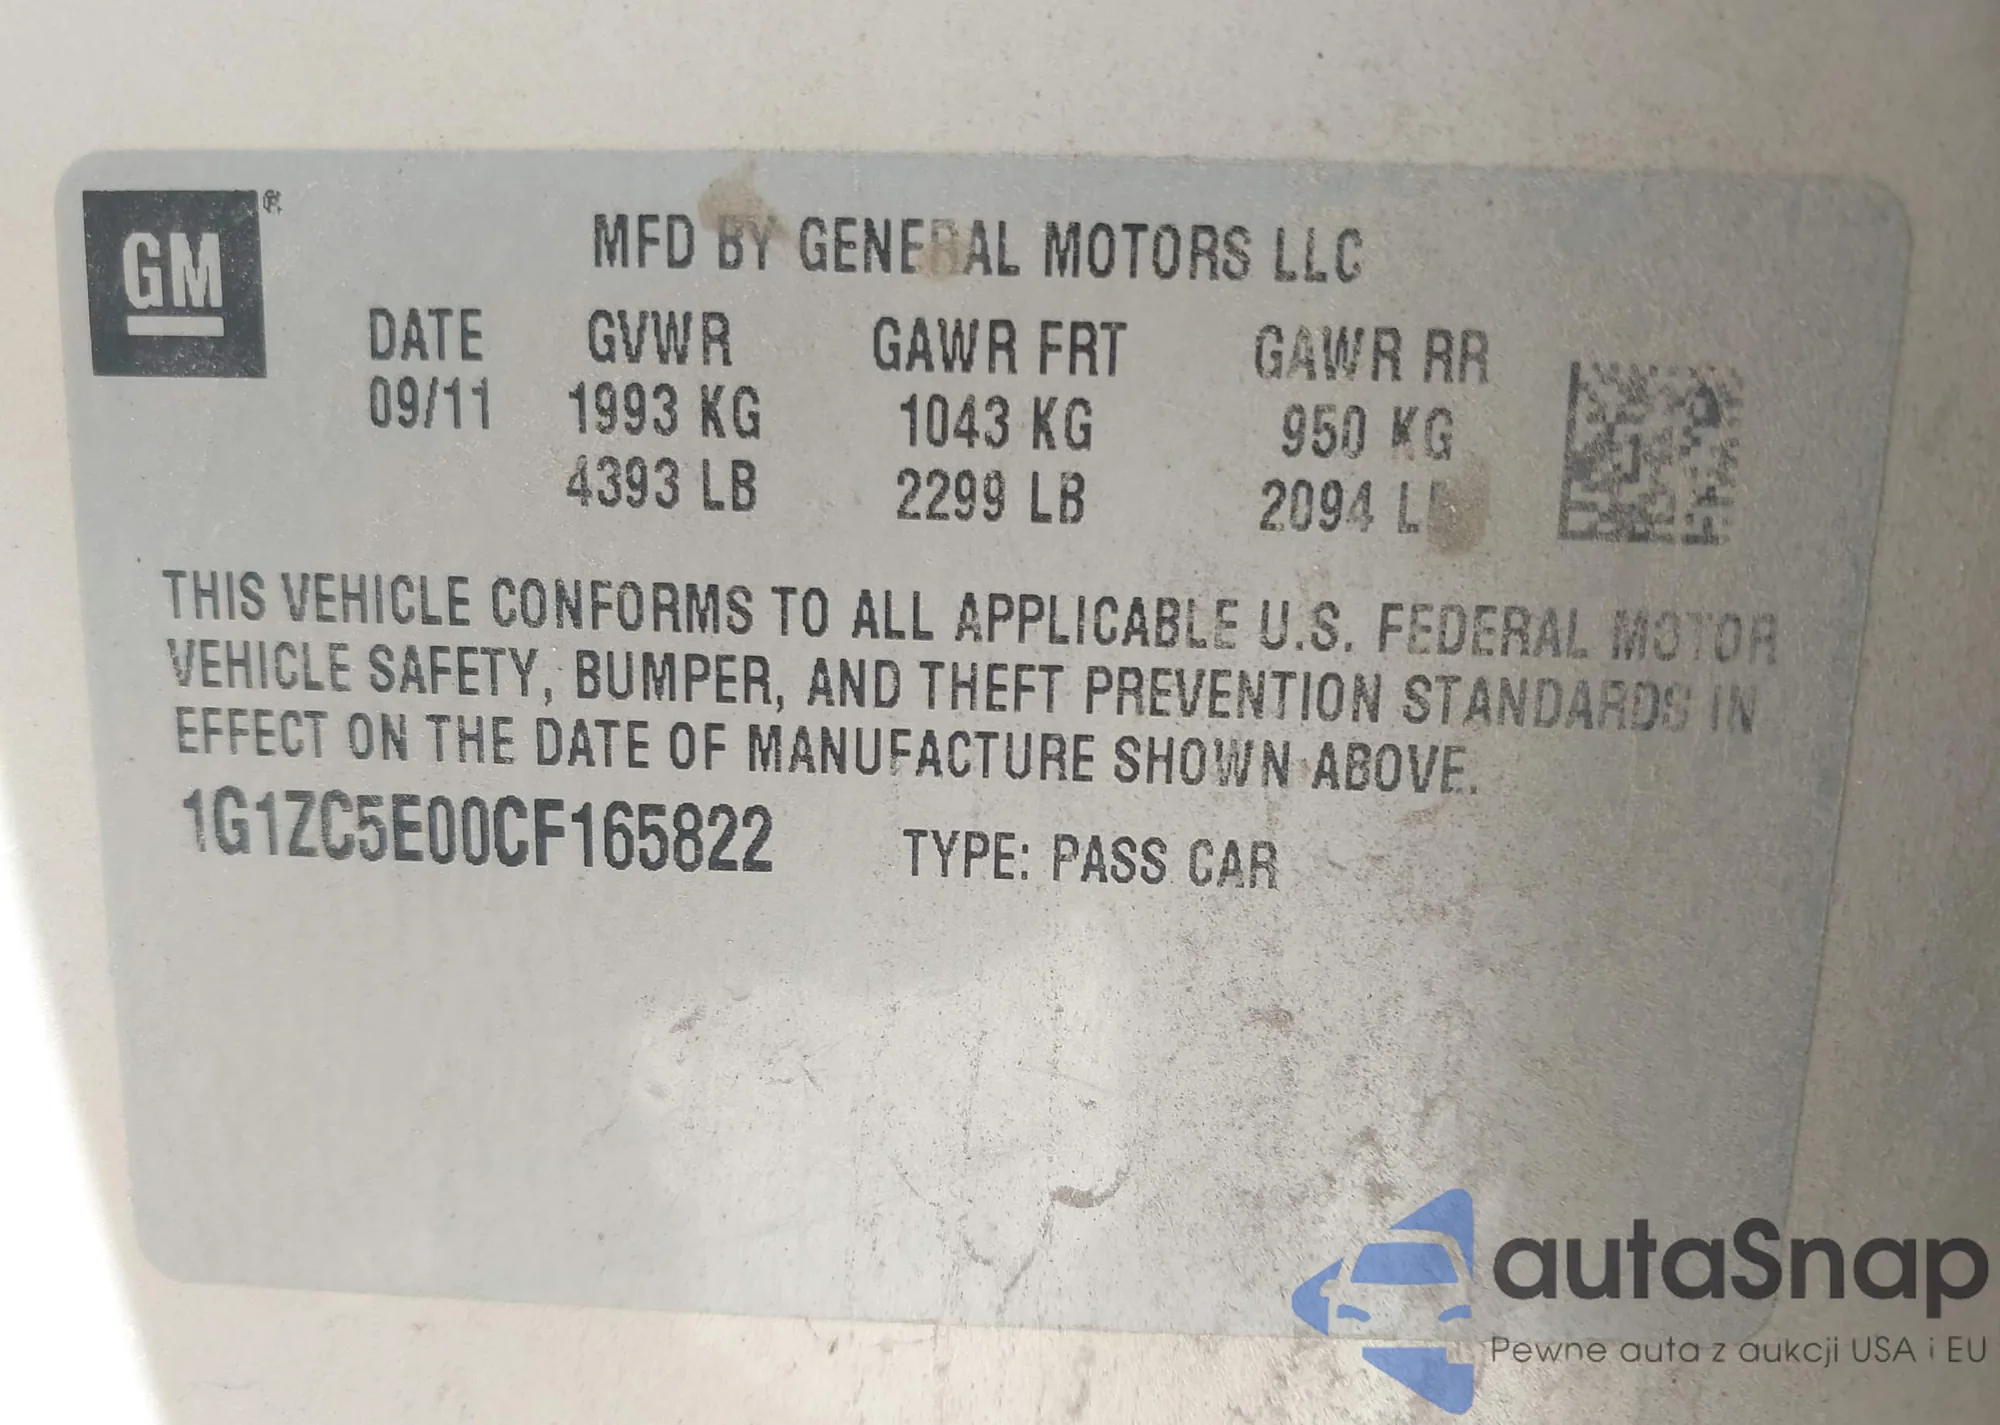 GM®
MFD BY GENERAL MOTORS LLC
DATE GVWR GAWR FRT GAWR RR
09/11 1993 KG 1043 KG 950 KG
4393 LB 2299 LB 2094 LB
THIS VEHICLE CONFORMS TO ALL APPLICABLE U.S. FEDERAL MOTOR
VEHICLE SAFETY, BUMPER, AND THEFT PREVENTION STANDARDS IN
EFFECT ON THE DATE OF MANUFACTURE SHOWN ABOVE.
1G1ZC5E00CF165822 TYPE: PASS CAR
autaSnap
Pewne auta z aukcji USA i EU